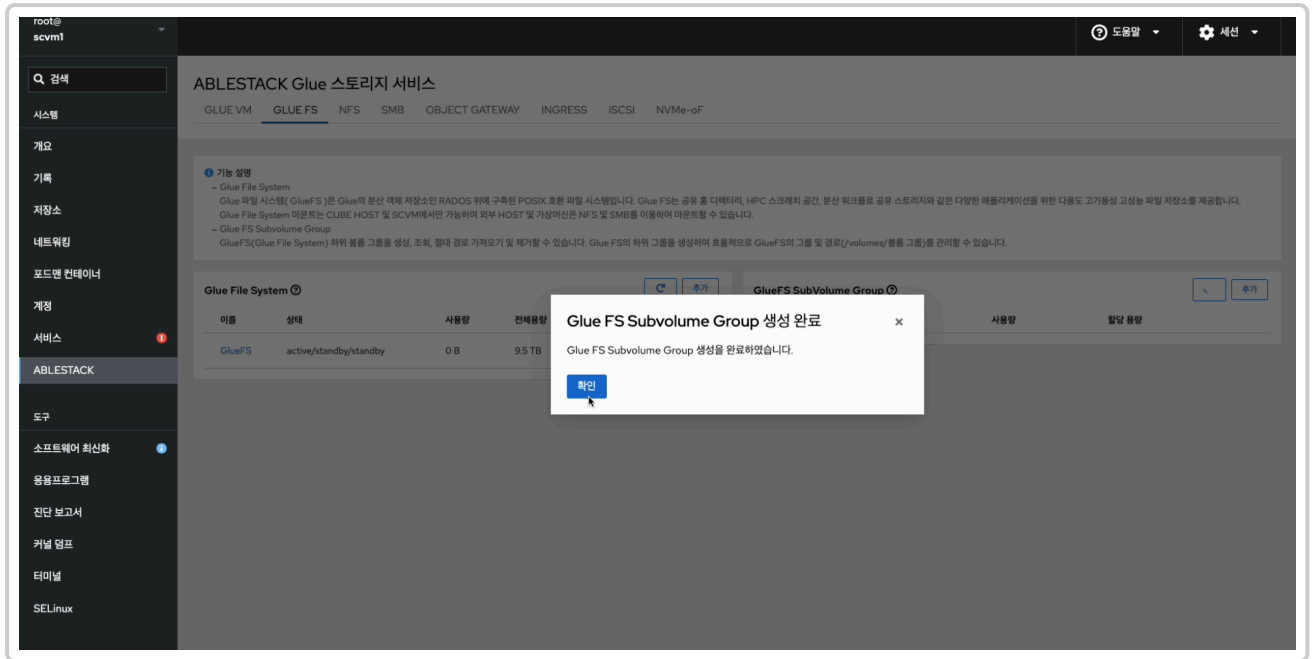 root@
scvm1
도움말
세션
검색
시스템
개요
기록
저장소
네트워킹
포드맨 컨테이너
계정
서비스
ABLESTACK
도구
소프트웨어 최신화
응용프로그램
진단 보고서
커널 덤프
터미널
SELinux
ABLESTACK Glue 스토리지 서비스
GLUE VM GLUE FS NFS SMB OBJECT GATEWAY INGRESS iSCSI NVMe-oF
기능 설명
– Glue File System
Glue 파일 시스템( GlueFS )은 Glue의 분산 객체 저장소인 RADOS 위에 구축된 POSIX 호환 파일 시스템입니다. Glue FS는 공유 홈 디렉터리, HPC 스크래치 공간, 분산 워크플로 공유 스토리지와 같은 다양한 애플리케이션을 위한 다용도 고가용성 고성능 파일 저장소를 제공합니다.
Glue File System 마운트는 CUBE HOST 및 SCVM에서만 가능하며 외부 HOST 및 가상머신은 NFS 및 SMB를 이용하여 마운트할 수 있습니다.
– Glue FS Subvolume Group
GlueFS(Glue File System) 하위 볼륨 그룹을 생성, 조회, 절대 경로 가져오기 및 제거할 수 있습니다. Glue FS의 하위 그룹을 생성하여 효율적으로 GlueFS의 그룹 및 경로(/volumes/볼륨 그룹)를 관리할 수 있습니다.
Glue File System 추가
이름 상태 사용량 전체용량
GlueFS active/standby/standby 0 B 9.5 TB
GlueFS SubVolume Group 추가
사용량 할당 용량
Glue FS Subvolume Group 생성 완료
Glue FS Subvolume Group 생성을 완료하였습니다.
확인